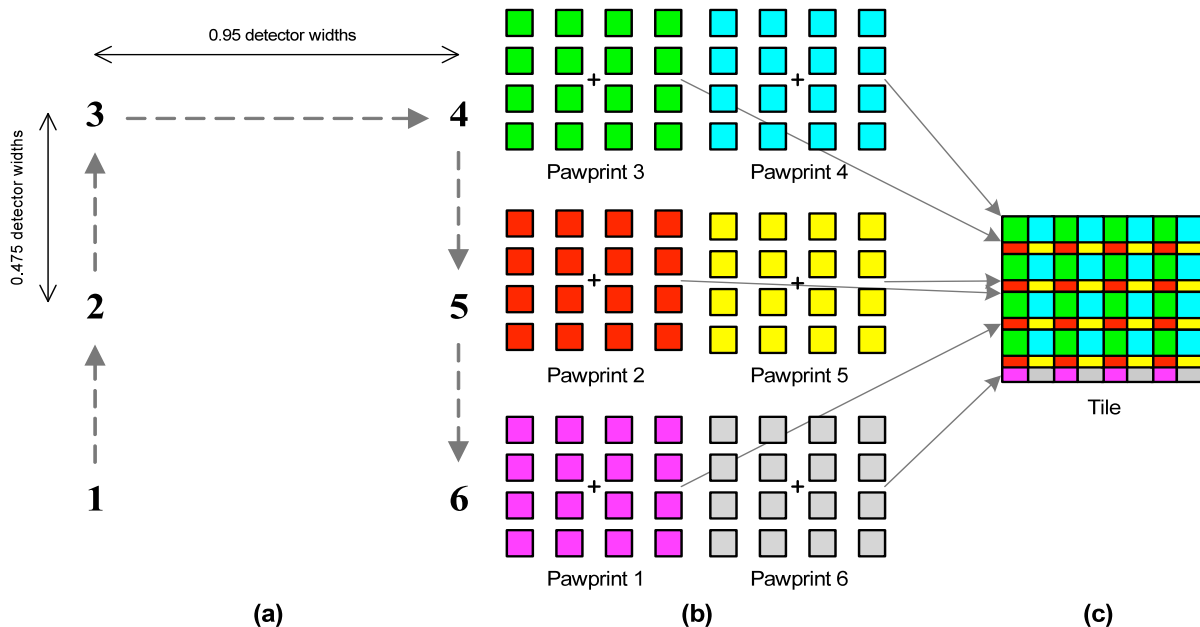 0.95 detector widths
3
4
0.475 detector widths
2
5
1
6
(a)
Pawprint 3
Pawprint 4
Pawprint 2
Pawprint 5
Pawprint 1
Pawprint 6
(b)
Tile
(c)